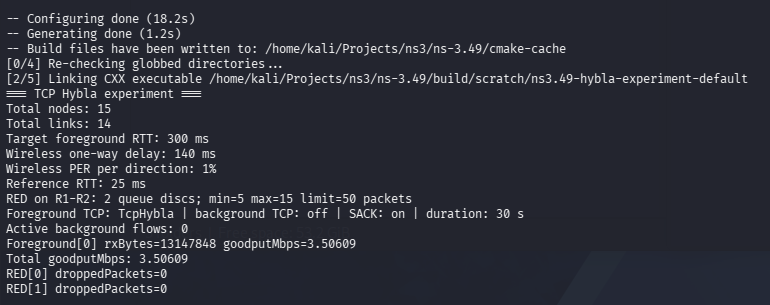 -- Configuring done (18.2s)
-- Generating done (1.2s)
-- Build files have been written to: /home/kali/Projects/ns3/ns-3.49/cmake-cache
[0/4] Re-checking globbed directories...
[2/5] Linking CXX executable /home/kali/Projects/ns3/ns-3.49/build/scratch/ns3.49-hybla-experiment-default
=== TCP Hybla experiment ===
Total nodes: 15
Total links: 14
Target foreground RTT: 300 ms
Wireless one-way delay: 140 ms
Wireless PER per direction: 1%
Reference RTT: 25 ms
RED on R1-R2: 2 queue discs; min=5 max=15 limit=50 packets
Foreground TCP: TcpHybla | background TCP: off | SACK: on | duration: 30 s
Active background flows: 0
Foreground[0] rxBytes=13147848 goodputMbps=3.50609
Total goodputMbps: 3.50609
RED[0] droppedPackets=0
RED[1] droppedPackets=0